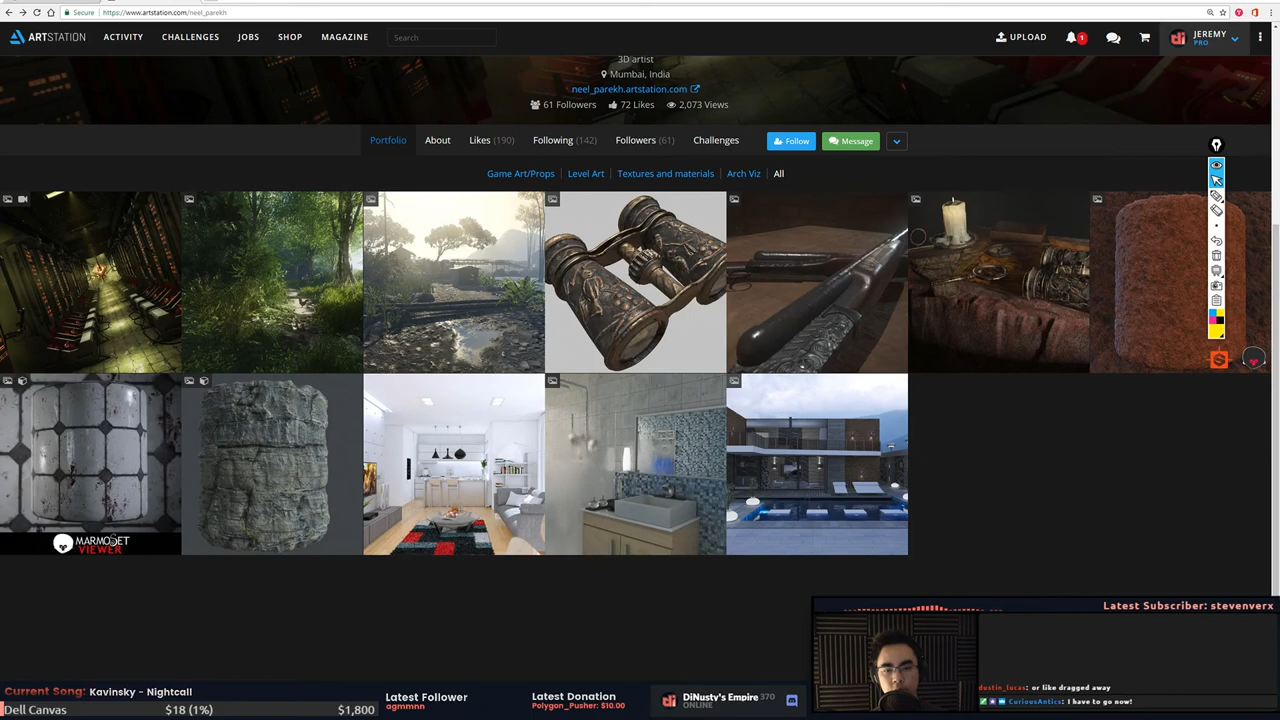 Secure
https://www.artstation.com/neel_parekh
ARTSTATION
ACTIVITY
CHALLENGES
JOBS
SHOP
MAGAZINE
Search
UPLOAD
1
JEREMY
PRO
3D artist
Mumbai, India
neel_parekh.artstation.com
61 Followers
72 Likes
2,073 Views
Portfolio
About
Likes (190)
Following (142)
Followers (61)
Challenges
Follow
Message
Game Art/Props
Level Art
Textures and materials
Arch Viz
All
MARMOSET
VIEWER
Latest Subscriber: stevenverx
dustin_lucas: or like dragged away
CuriousAntics: I have to go now!
Current Song: Kavinsky - Nightcall
Dell Canvas
$18 (1%)
$1,800
Latest Follower
agmmnn
Latest Donation
Polygon_Pusher: $10.00
DiNusty's Empire 370
ONLINE